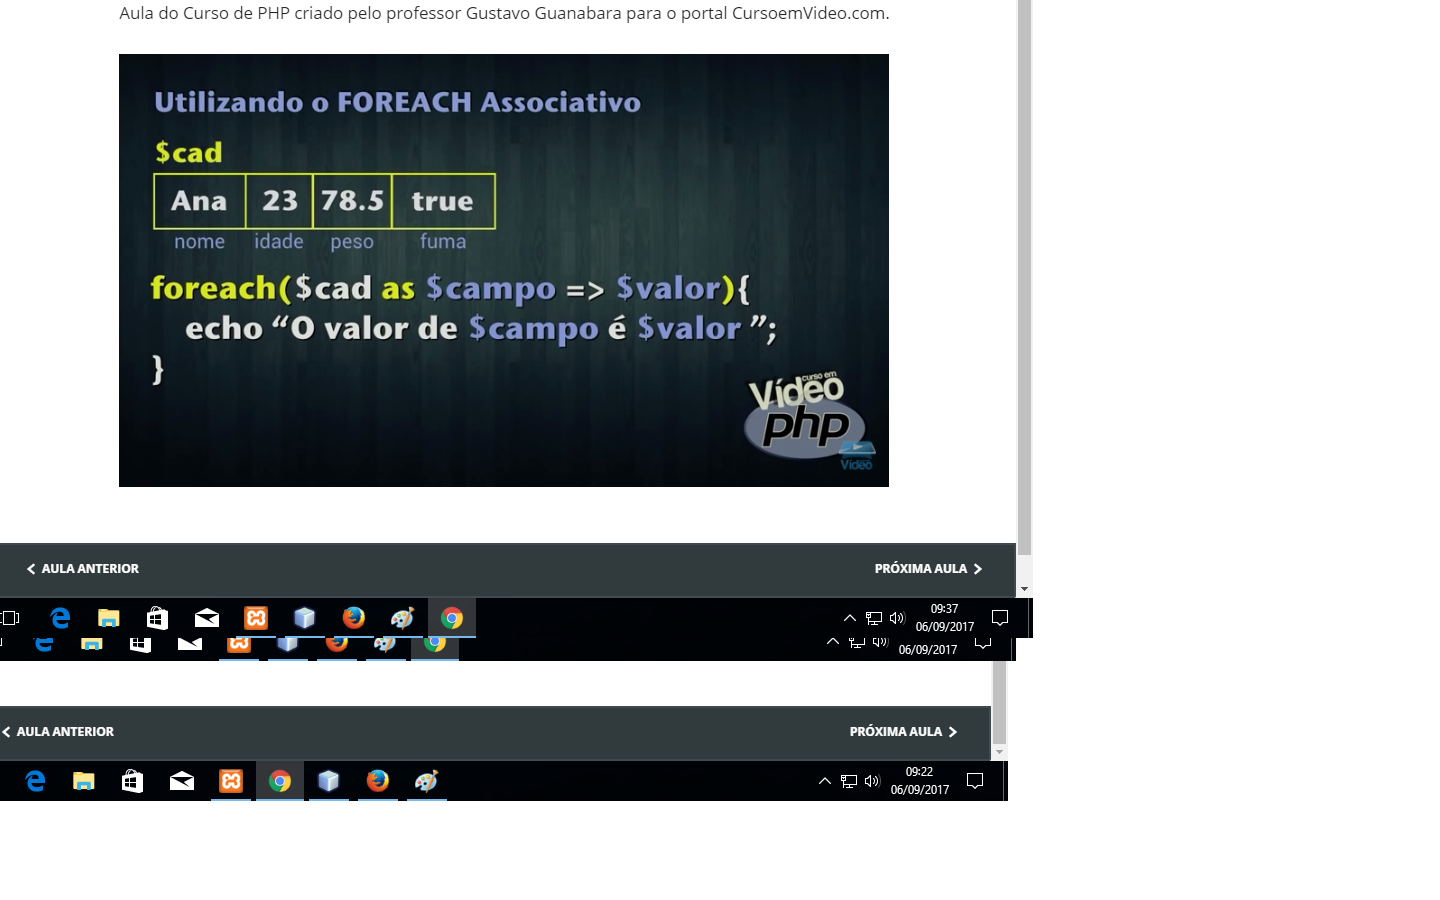 Aula do Curso de PHP criado pelo professor Gustavo Guanabara para o portal CursoemVideo.com.
Utilizando o FOREACH Associativo
$cad
Ana 23 78.5 true
nome idade peso fuma
foreach($cad as $campo => $valor){
echo “O valor de $campo é $valor ”;
}
curso em
Vídeo
php
Vídeo
AULA ANTERIOR PRÓXIMA AULA
09:37
06/09/2017
06/09/2017
AULA ANTERIOR PRÓXIMA AULA
09:22
06/09/2017